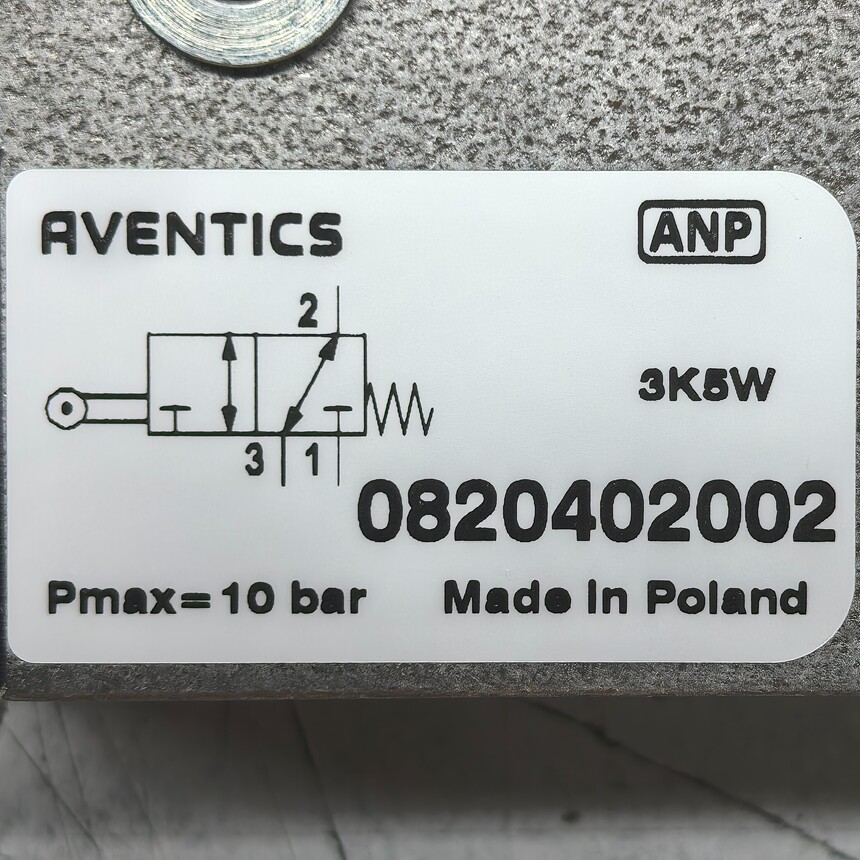 AVENTICS
ANP
2
3K5W
3 1
0820402002
Pmax=10 bar
Made in Poland